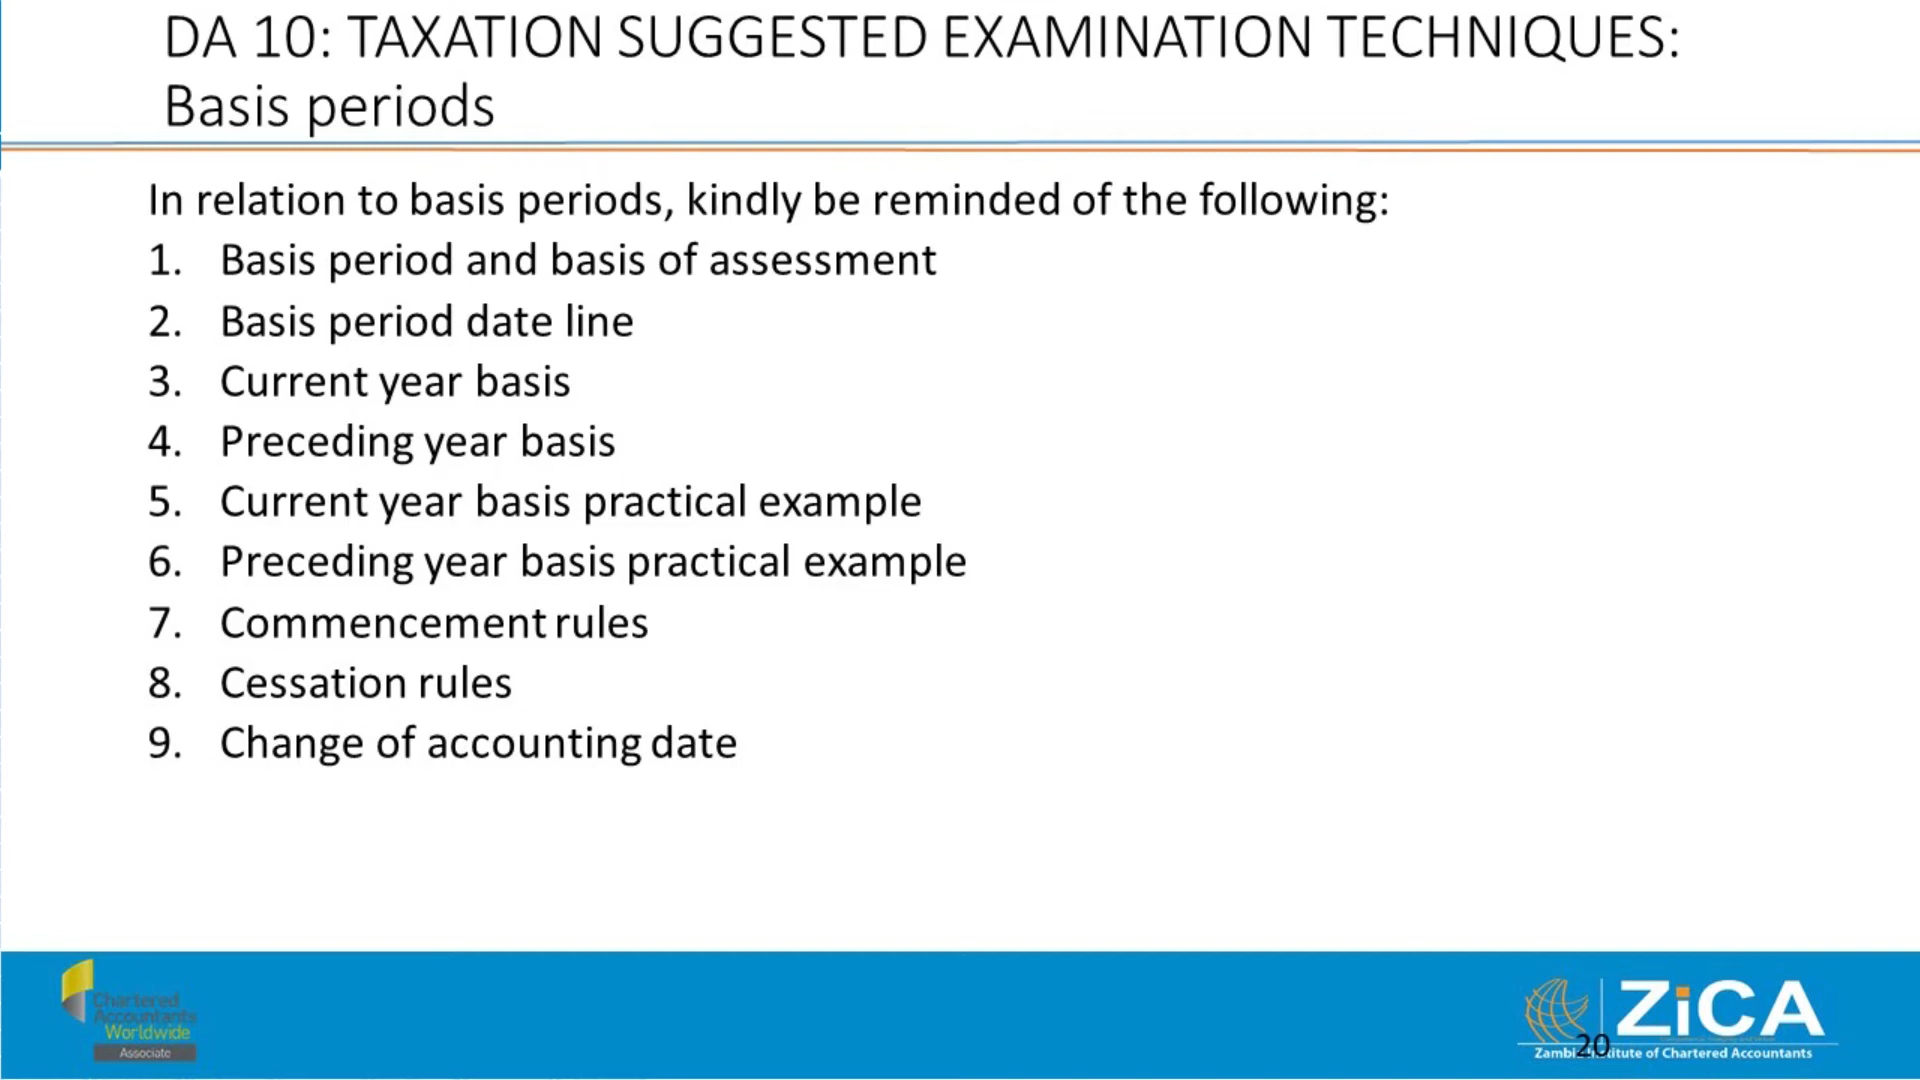 DA 10: TAXATION SUGGESTED EXAMINATION TECHNIQUES:
Basis periods
In relation to basis periods, kindly be reminded of the following:
1. Basis period and basis of assessment
2. Basis period date line
3. Current year basis
4. Preceding year basis
5. Current year basis practical example
6. Preceding year basis practical example
7. Commencement rules
8. Cessation rules
9. Change of accounting date
Chartered
Accountants
Worldwide
Associate
ZiCA
20
of Chartered Accountants